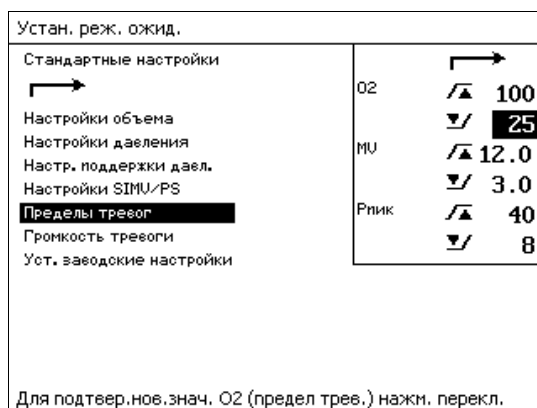 Устан. реж. ожид.
Стандартные настройки
Настройки объема
Настройки давления
Настр. поддержки давл.
Настройки SIMV/PS
Пределы тревог
Громкость тревоги
Уст. заводские настройки
O2 100
25
MV 12.0
3.0
Pпик 40
8
Для подтвер.нов.знач. O2 (предел трев.) нажм. перекл.